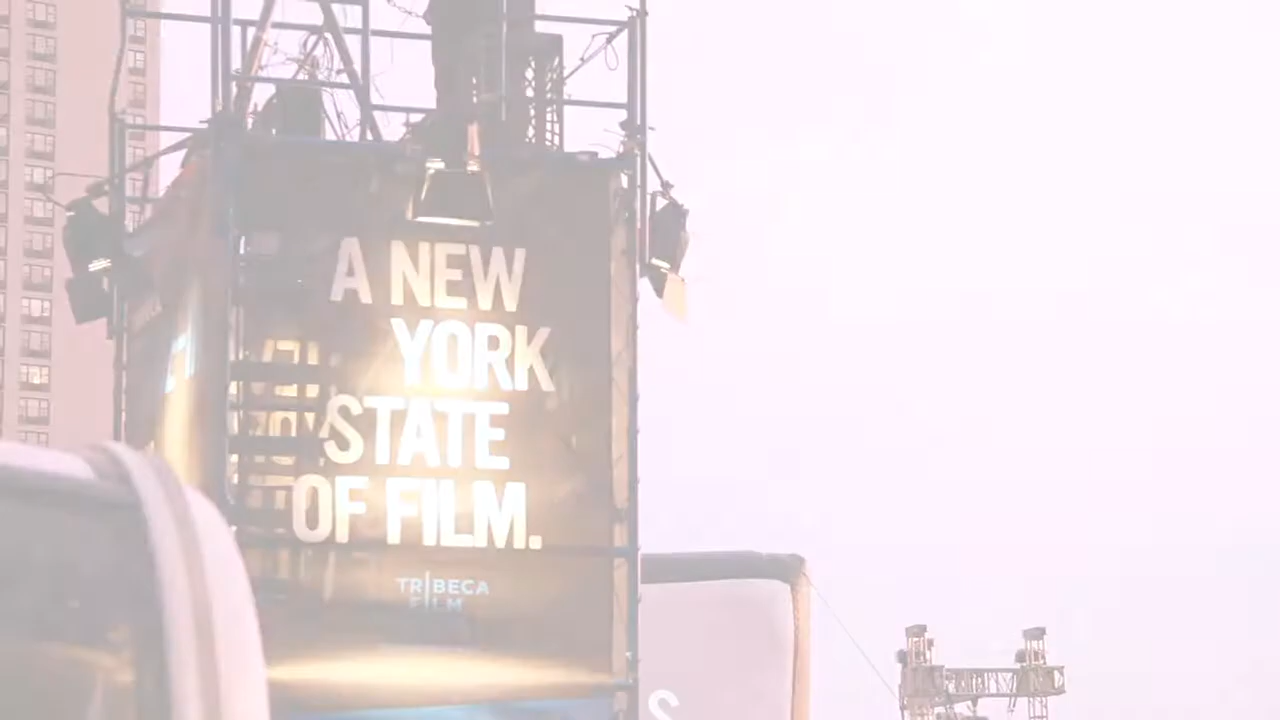 A NEW
YORK
STATE
OF FILM.
TRIBECA
FILM
S